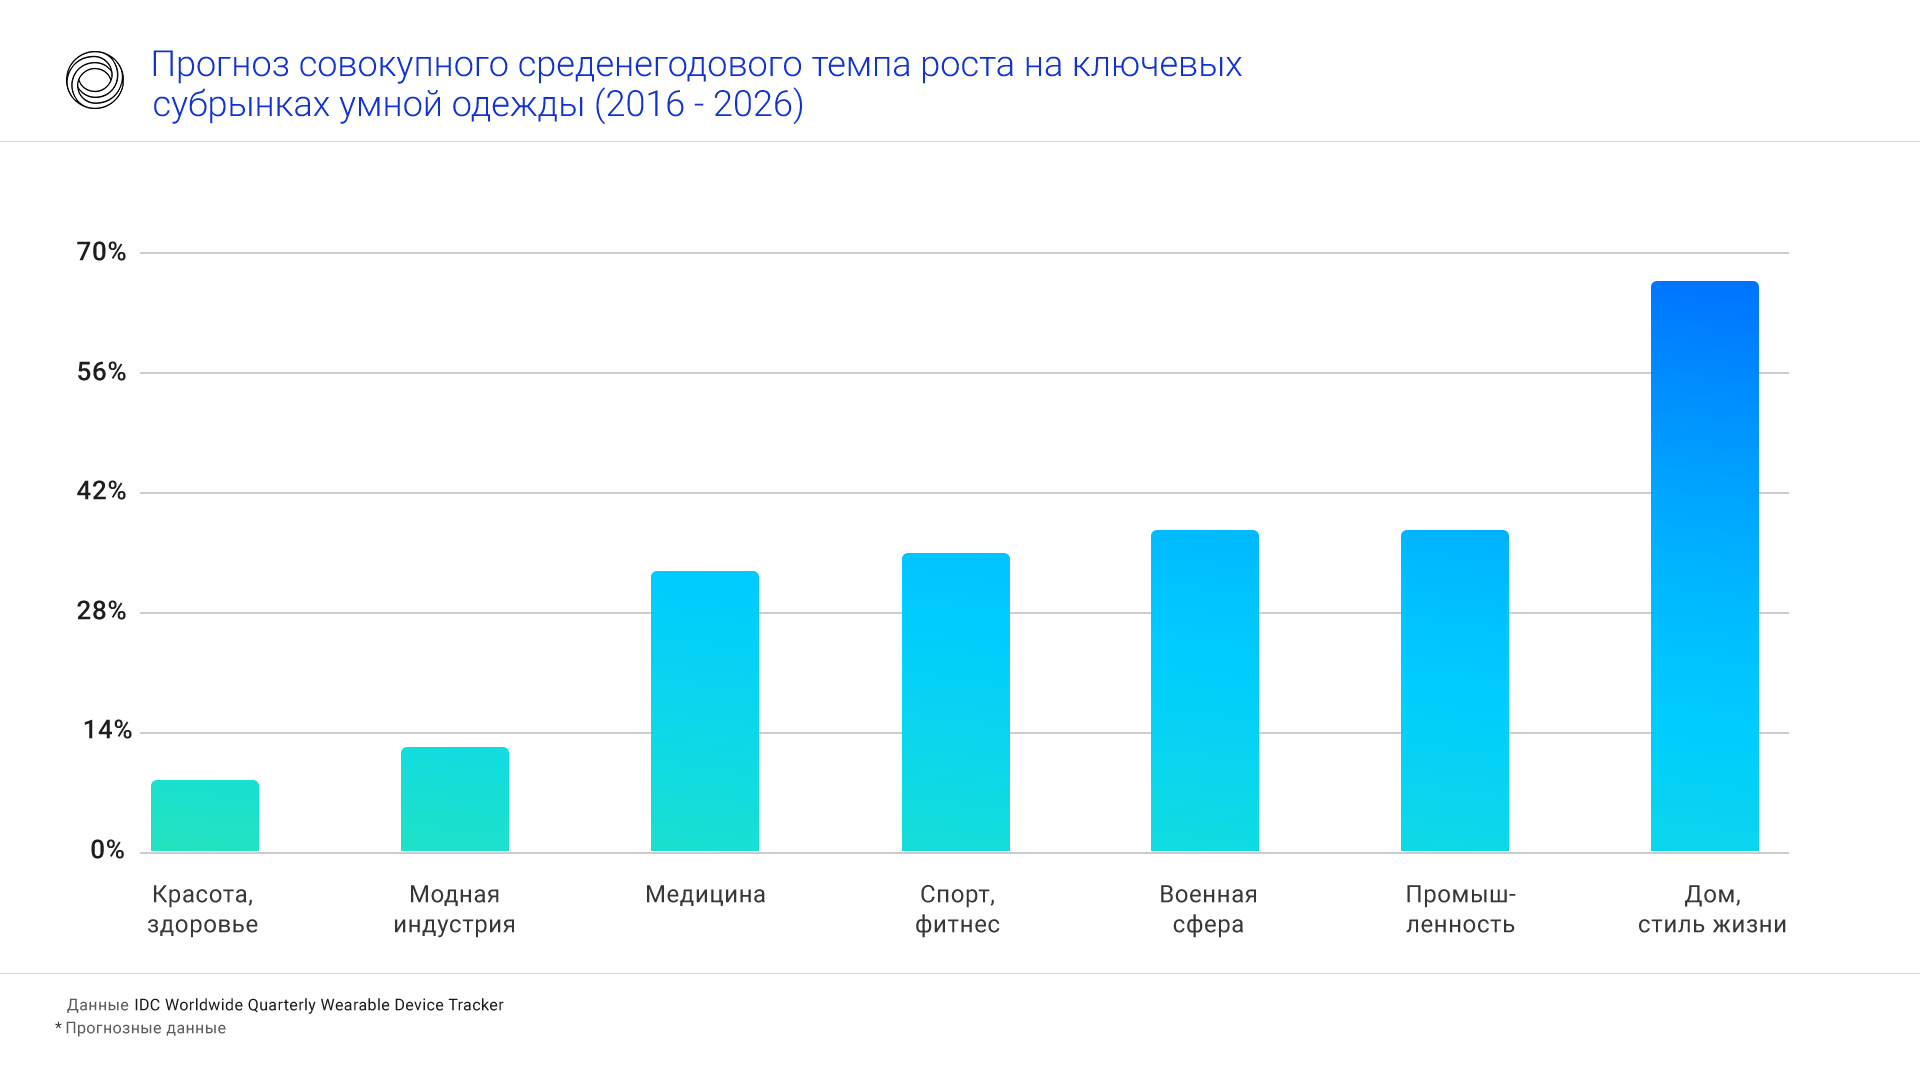 Прогноз совокупного среденегодового темпа роста на ключевых
субрынках умной одежды (2016 - 2026)
70%
56%
42%
28%
14%
0%
Красота,
здоровье
Модная
индустрия
Медицина
Спорт,
фитнес
Военная
сфера
Промыш-
ленность
Дом,
стиль жизни
Данные IDC Worldwide Quarterly Wearable Device Tracker
* Прогнозные данные